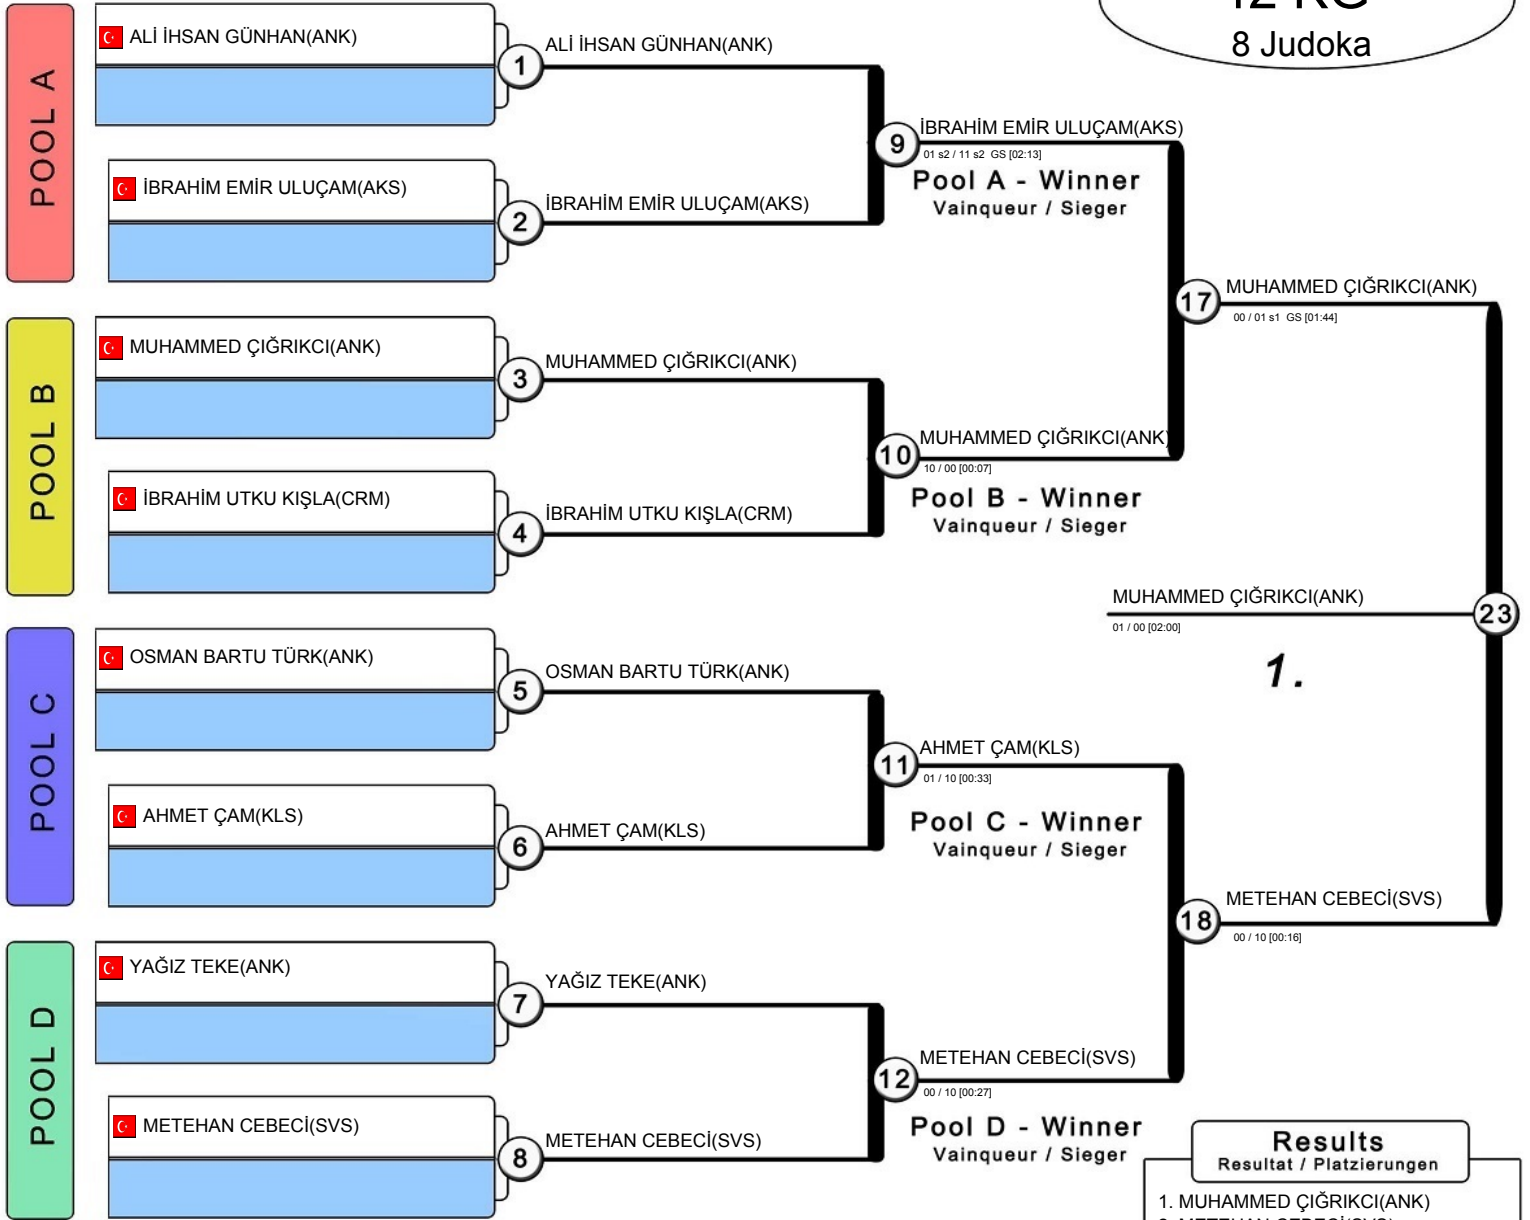 8 Judoka
POOL A
ALİ İHSAN GÜNHAN(ANK)
1
ALİ İHSAN GÜNHAN(ANK)
İBRAHİM EMİR ULUÇAM(AKS)
2
İBRAHİM EMİR ULUÇAM(AKS)
9
İBRAHİM EMİR ULUÇAM(AKS)
01 s2 / 11 s2 GS [02:13]
Pool A - Winner
Vainqueur / Sieger
POOL B
MUHAMMED ÇIĞRIKCI(ANK)
3
MUHAMMED ÇIĞRIKCI(ANK)
İBRAHİM UTKU KIŞLA(CRM)
4
İBRAHİM UTKU KIŞLA(CRM)
10
MUHAMMED ÇIĞRIKCI(ANK)
10 / 00 [00:07]
Pool B - Winner
Vainqueur / Sieger
17
MUHAMMED ÇIĞRIKCI(ANK)
00 / 01 s1 GS [01:44]
MUHAMMED ÇIĞRIKCI(ANK)
23
01 / 00 [02:00]
1.
POOL C
OSMAN BARTU TÜRK(ANK)
5
OSMAN BARTU TÜRK(ANK)
AHMET ÇAM(KLS)
6
AHMET ÇAM(KLS)
11
AHMET ÇAM(KLS)
01 / 10 [00:33]
Pool C - Winner
Vainqueur / Sieger
POOL D
YAĞIZ TEKE(ANK)
7
YAĞIZ TEKE(ANK)
METEHAN CEBECİ(SVS)
8
METEHAN CEBECİ(SVS)
12
METEHAN CEBECİ(SVS)
00 / 10 [00:27]
Pool D - Winner
Vainqueur / Sieger
18
METEHAN CEBECİ(SVS)
00 / 10 [00:16]
Results
Resultat / Platzierungen
1. MUHAMMED ÇIĞRIKCI(ANK)
2. METEHAN CEBECİ(SVS)